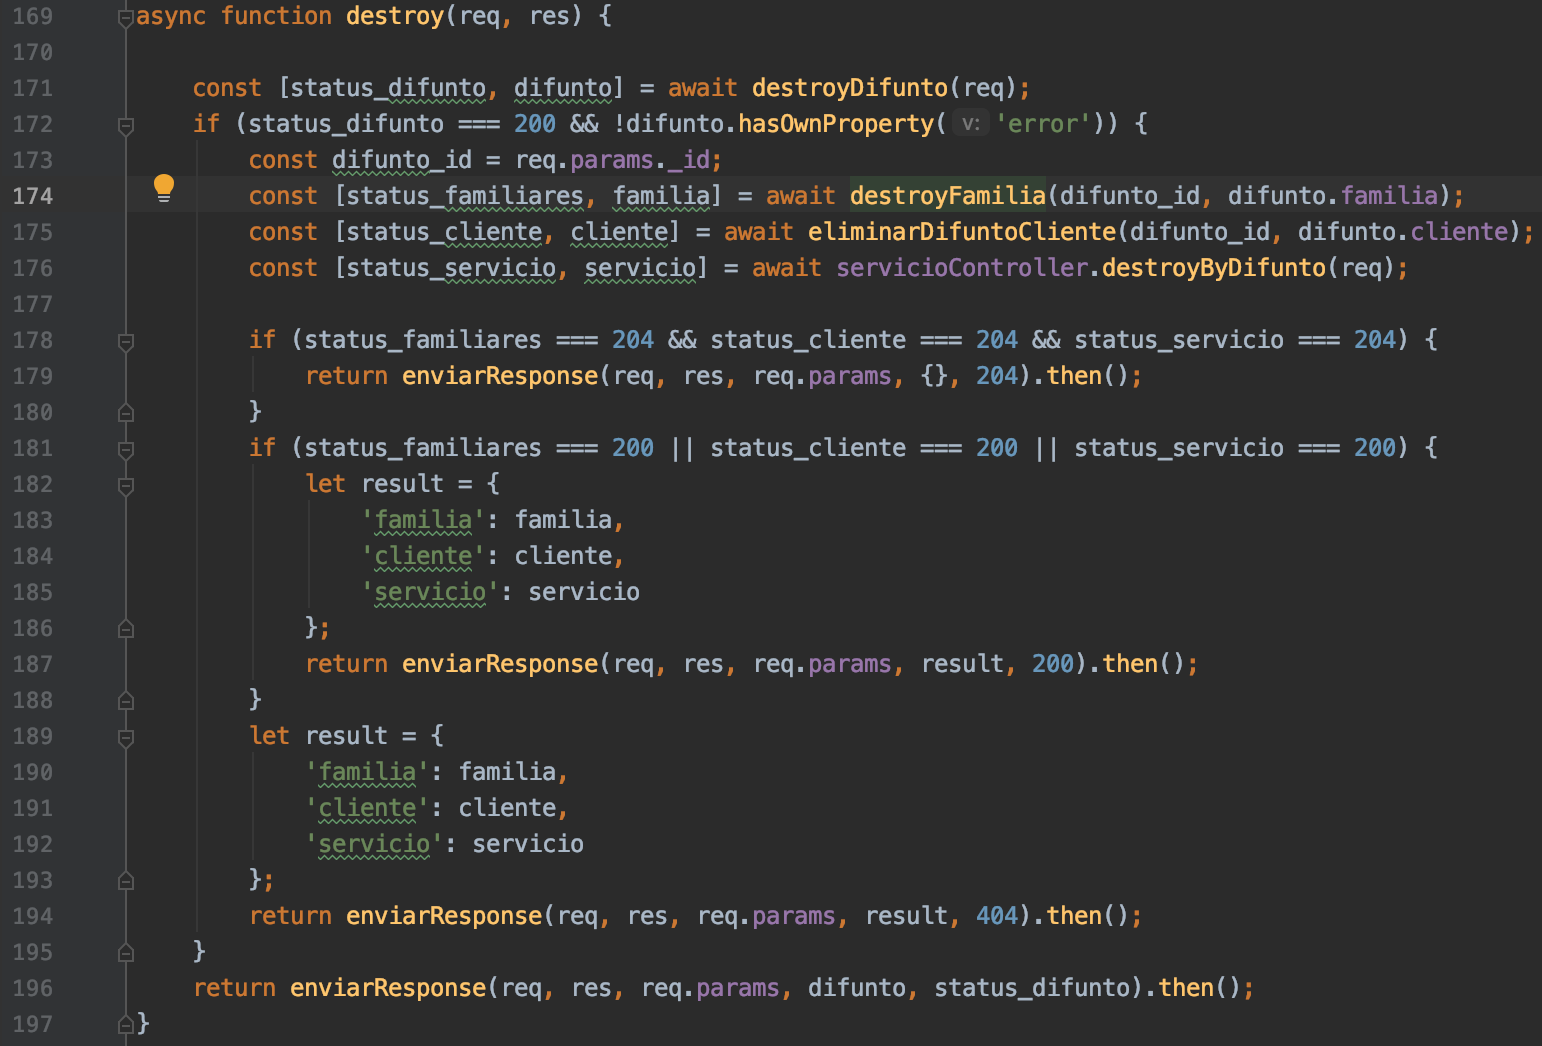 169 async function destroy(req, res) {
170
171     const [status_difunto, difunto] = await destroyDifunto(req);
172     if (status_difunto === 200 && !difunto.hasOwnProperty( v: 'error')) {
173         const difunto_id = req.params._id;
174         const [status_familiares, familia] = await destroyFamilia(difunto_id, difunto.familia);
175         const [status_cliente, cliente] = await eliminarDifuntoCliente(difunto_id, difunto.cliente);
176         const [status_servicio, servicio] = await servicioController.destroyByDifunto(req);
177
178         if (status_familiares === 204 && status_cliente === 204 && status_servicio === 204) {
179             return enviarResponse(req, res, req.params, {}, 204).then();
180         }
181         if (status_familiares === 200 || status_cliente === 200 || status_servicio === 200) {
182             let result = {
183                 'familia': familia,
184                 'cliente': cliente,
185                 'servicio': servicio
186             };
187             return enviarResponse(req, res, req.params, result, 200).then();
188         }
189         let result = {
190             'familia': familia,
191             'cliente': cliente,
192             'servicio': servicio
193         };
194         return enviarResponse(req, res, req.params, result, 404).then();
195     }
196     return enviarResponse(req, res, req.params, difunto, status_difunto).then();
197 }